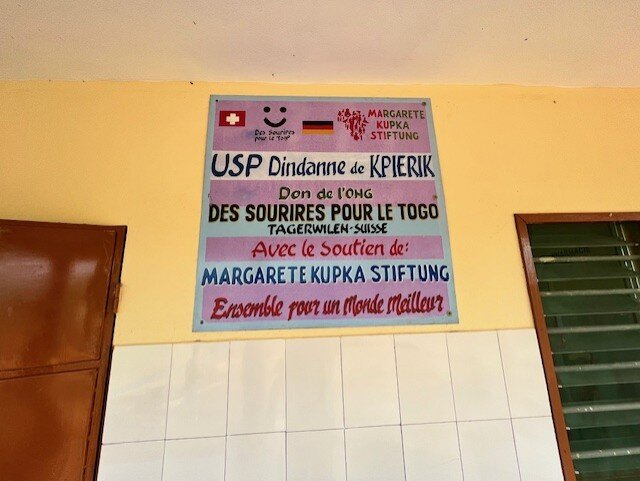 Des Sourires
pour le Togo
MARGARETE
KUPKA
STIFTUNG
USP Dindanne de KPIERIK
Don de l'ONG
DES SOURIRES POUR LE TOGO
TAGERWILEN-SUISSE
Avec le Soutien de:
MARGARETE KUPKA STIFTUNG
Ensemble pour un Monde Meilleur